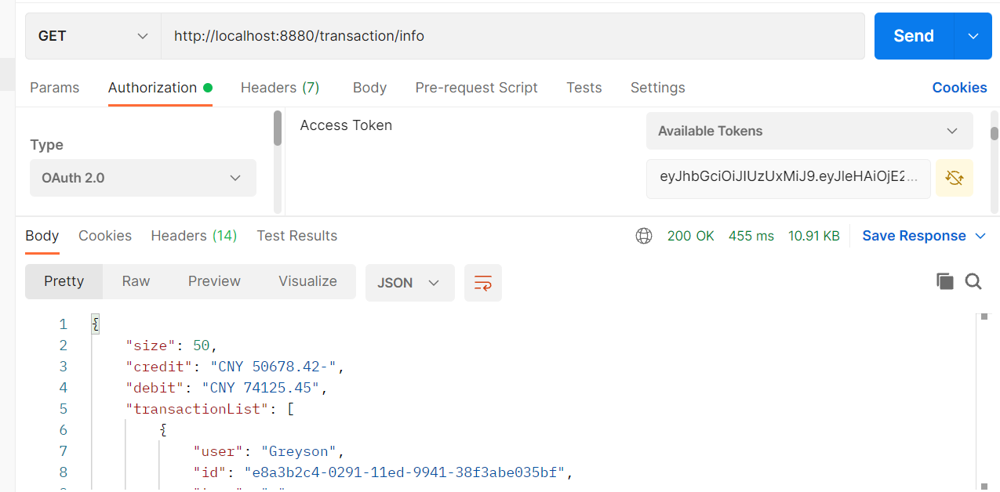 GET http://localhost:8880/transaction/info Send
Params Authorization Headers (7) Body Pre-request Script Tests Settings Cookies
Access Token
Available Tokens
Type
OAuth 2.0
eyJhbGciOiJIUzUxMiJ9.eyJleHAiOjE2...
Body Cookies Headers (14) Test Results 200 OK 455 ms 10.91 KB Save Response
Pretty Raw Preview Visualize JSON
1 {
2 "size": 50,
3 "credit": "CNY 50678.42-",
4 "debit": "CNY 74125.45",
5 "transactionList": [
6 {
7 "user": "Greyson",
8 "id": "e8a3b2c4-0291-11ed-9941-38f3abe035bf",